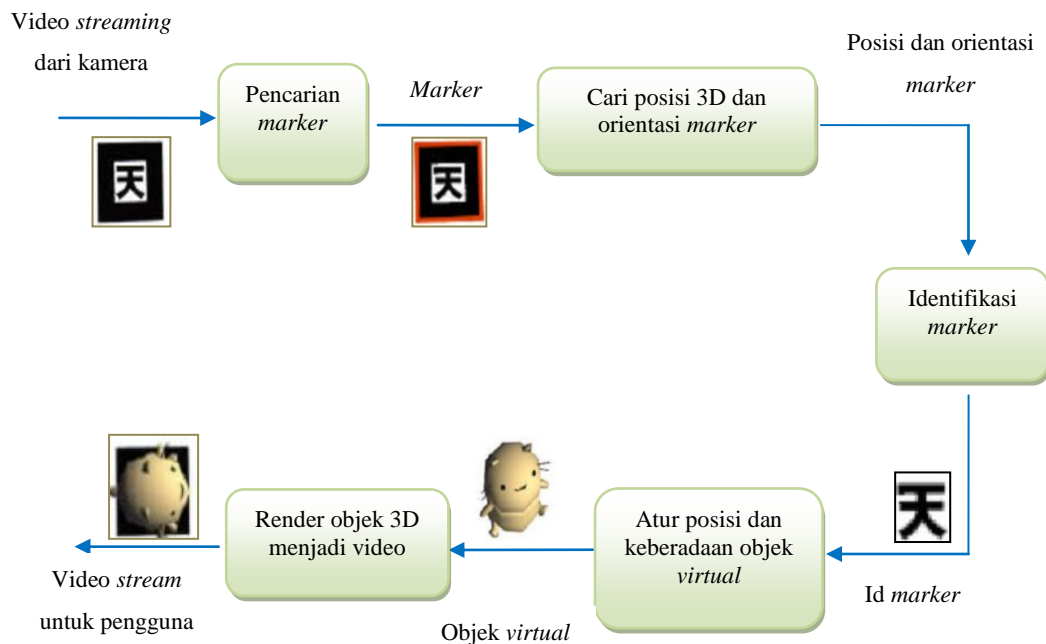 Video streaming
dari kamera
天
Pencarian
marker
Marker
天
Cari posisi 3D dan
orientasi marker
Posisi dan orientasi
marker
Identifikasi
marker
天
Id marker
Atur posisi dan
keberadaan objek
virtual
Objek virtual
Render objek 3D
menjadi video
Video stream
untuk pengguna